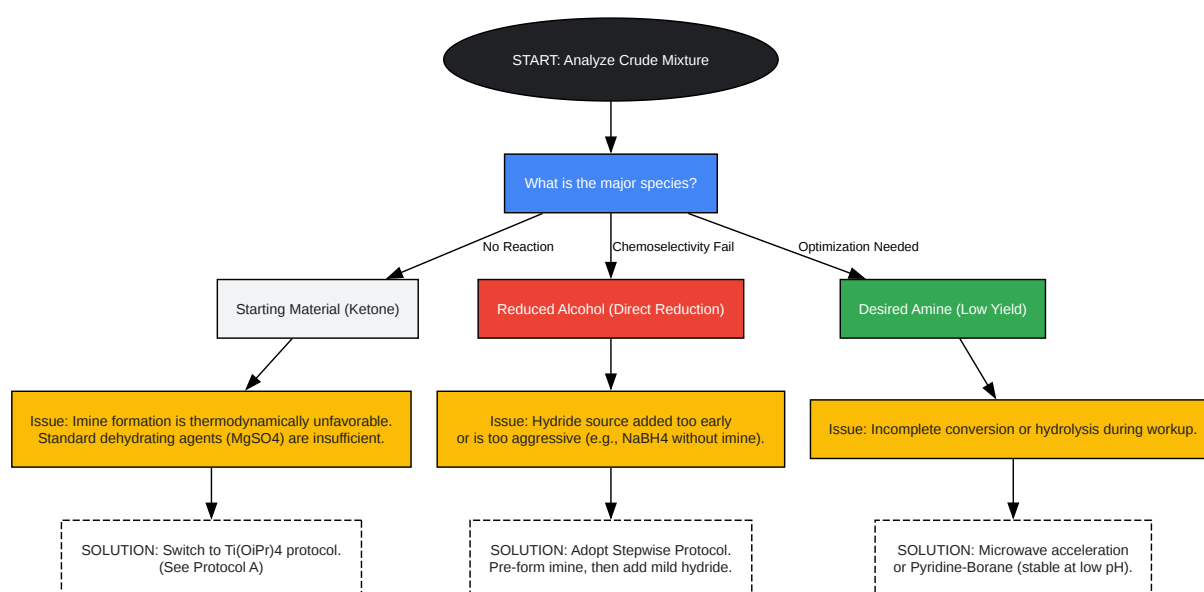 START: Analyze Crude Mixture
What is the major species?
No Reaction
Chemoselectivity Fail
Optimization Needed
Starting Material (Ketone)
Reduced Alcohol (Direct Reduction)
Desired Amine (Low Yield)
Issue: Imine formation is thermodynamically unfavorable.
Standard dehydrating agents (MgSO4) are insufficient.
Issue: Hydride source added too early
or is too aggressive (e.g., NaBH4 without imine).
Issue: Incomplete conversion or hydrolysis during workup.
SOLUTION: Switch to Ti(OiPr)4 protocol.
(See Protocol A)
SOLUTION: Adopt Stepwise Protocol.
Pre-form imine, then add mild hydride.
SOLUTION: Microwave acceleration
or Pyridine-Borane (stable at low pH).